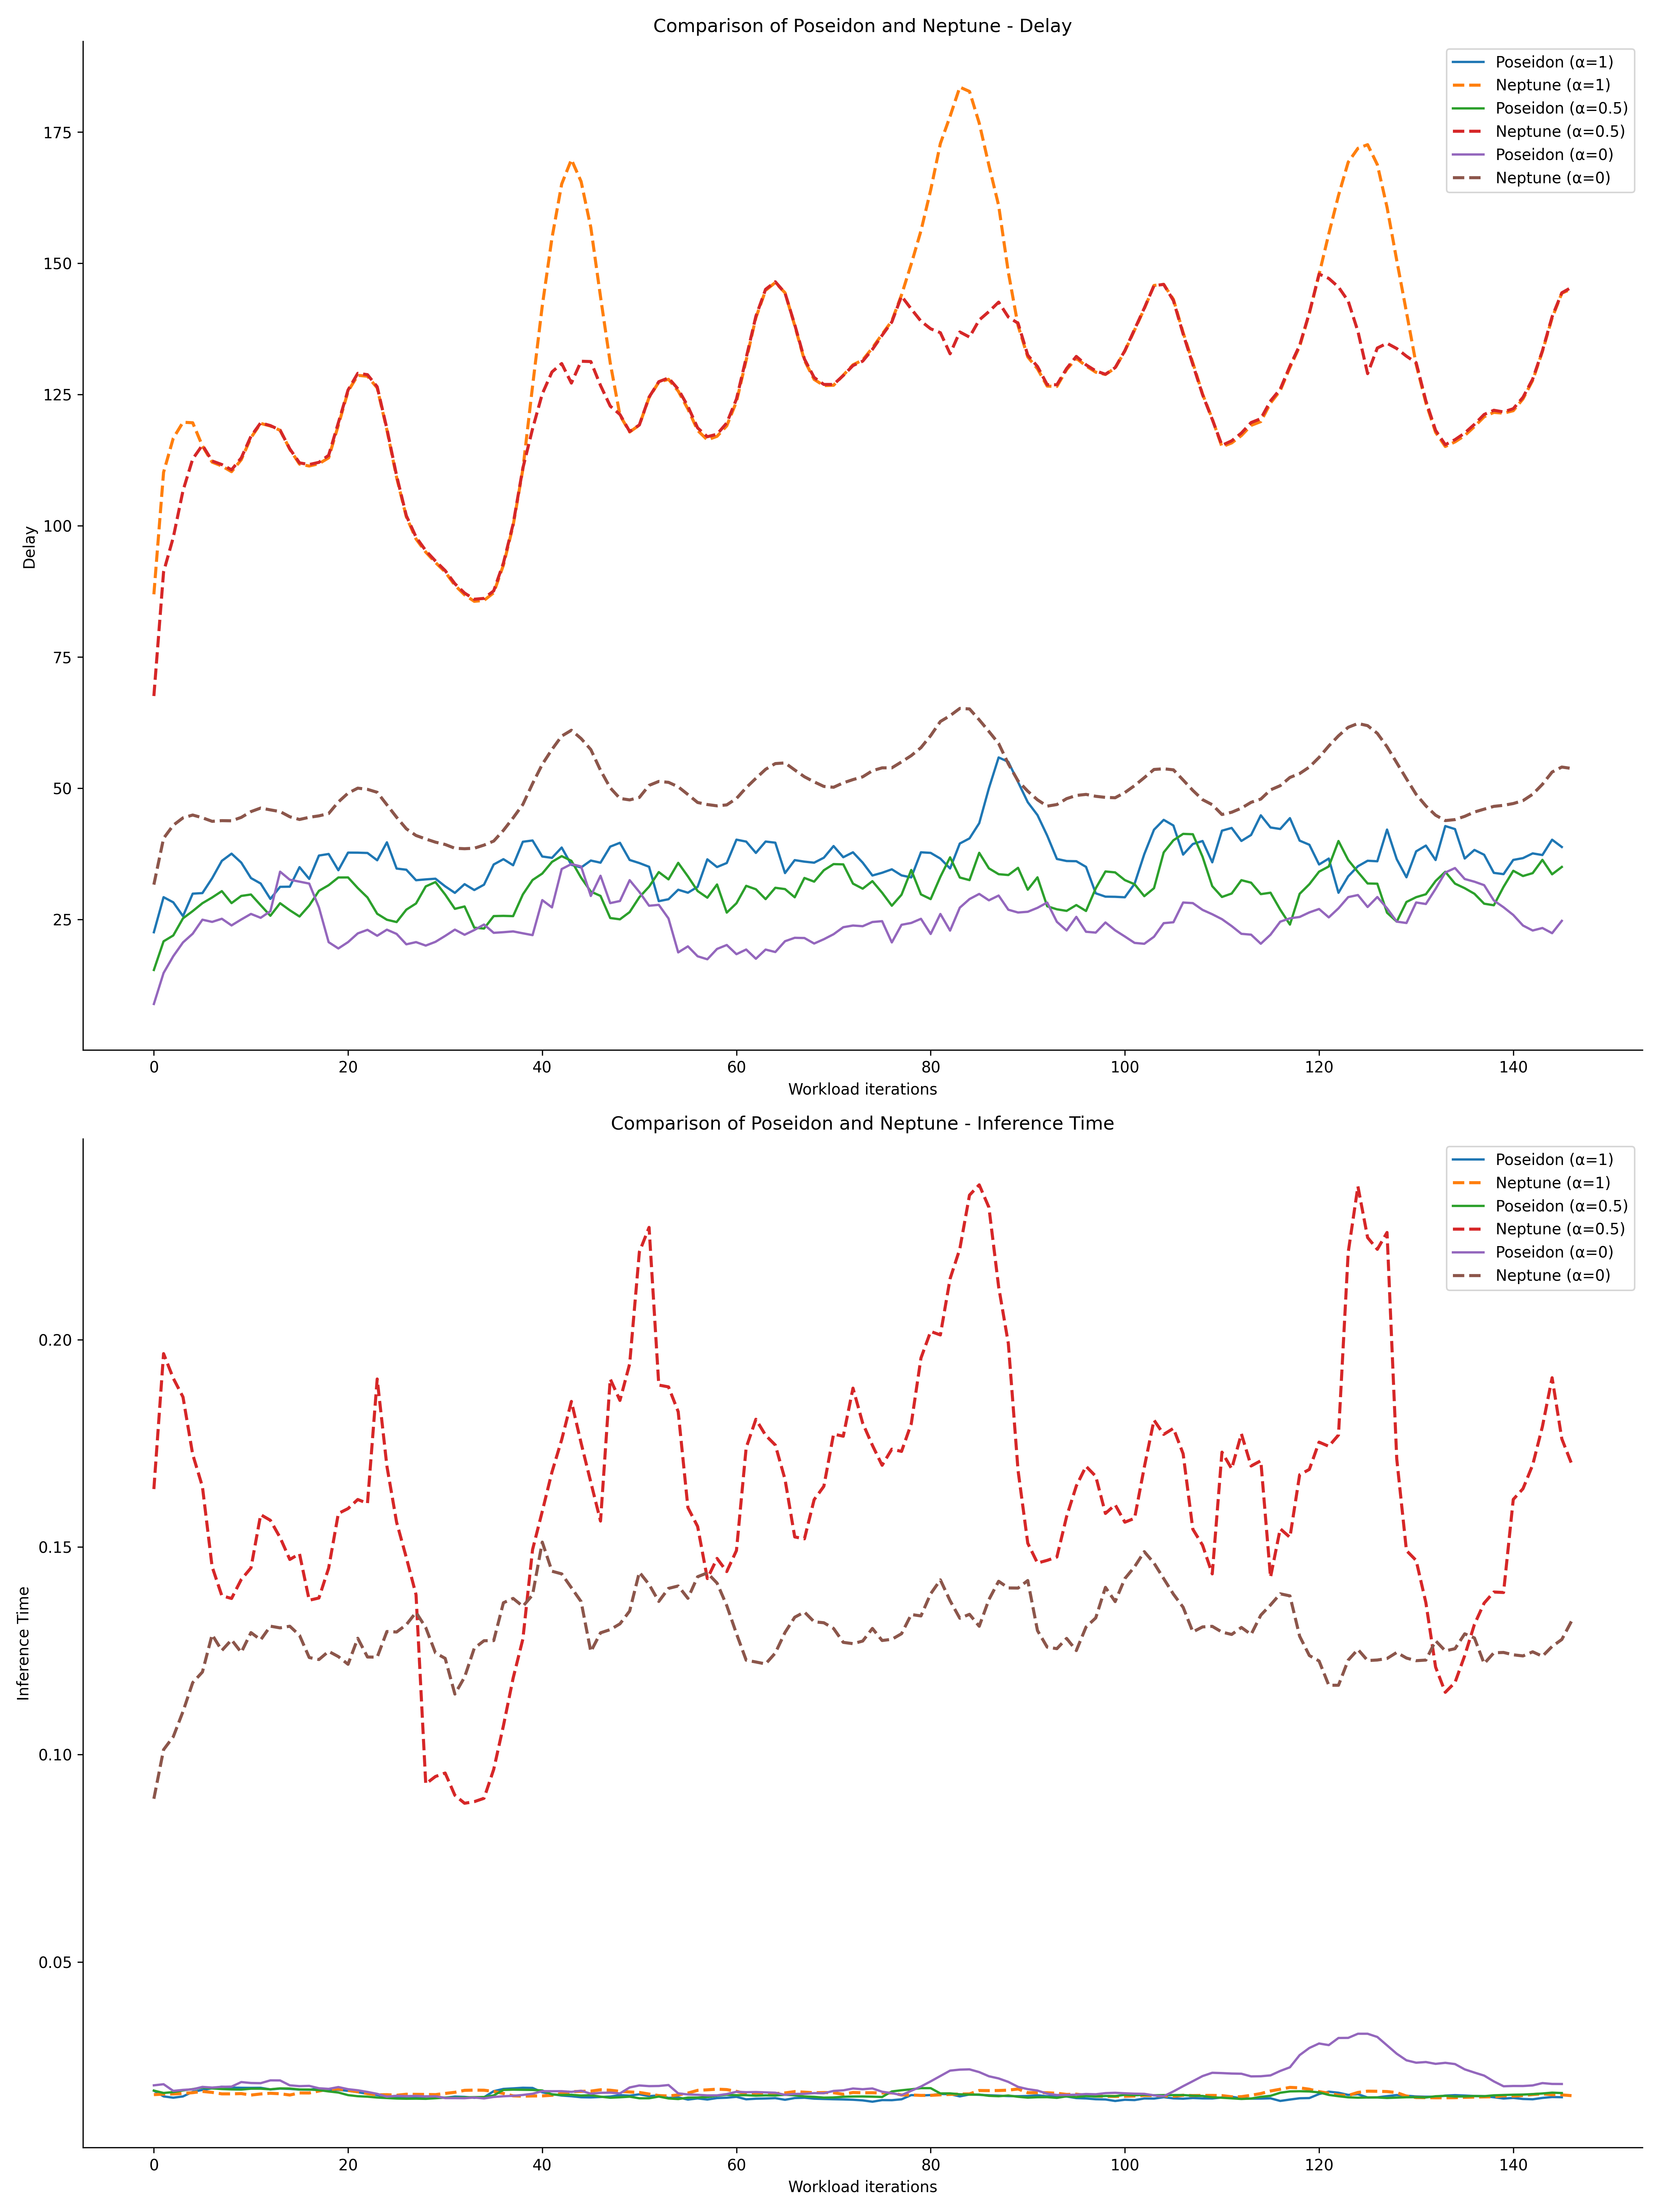 Comparison of Poseidon and Neptune - Delay
Poseidon (α=1)
Neptune (α=1)
Poseidon (α=0.5)
Neptune (α=0.5)
Poseidon (α=0)
Neptune (α=0)
175
150
125
100
75
50
25
Delay
0 20 40 60 80 100 120 140
Workload iterations
Comparison of Poseidon and Neptune - Inference Time
Poseidon (α=1)
Neptune (α=1)
Poseidon (α=0.5)
Neptune (α=0.5)
Poseidon (α=0)
Neptune (α=0)
0.20
0.15
0.10
0.05
Inference Time
0 20 40 60 80 100 120 140
Workload iterations